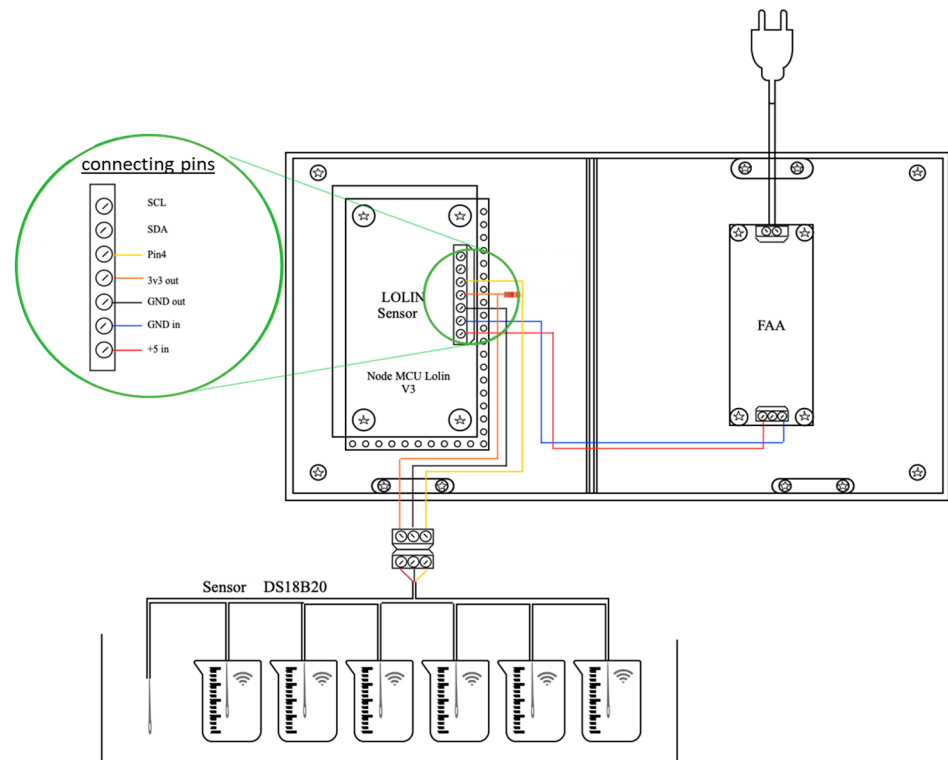 connecting pins
SCL
SDA
Pin4
3v3 out
GND out
GND in
+5 in
LOLIN
Sensor
Node MCU Lolin
V3
FAA
Sensor DS18B20